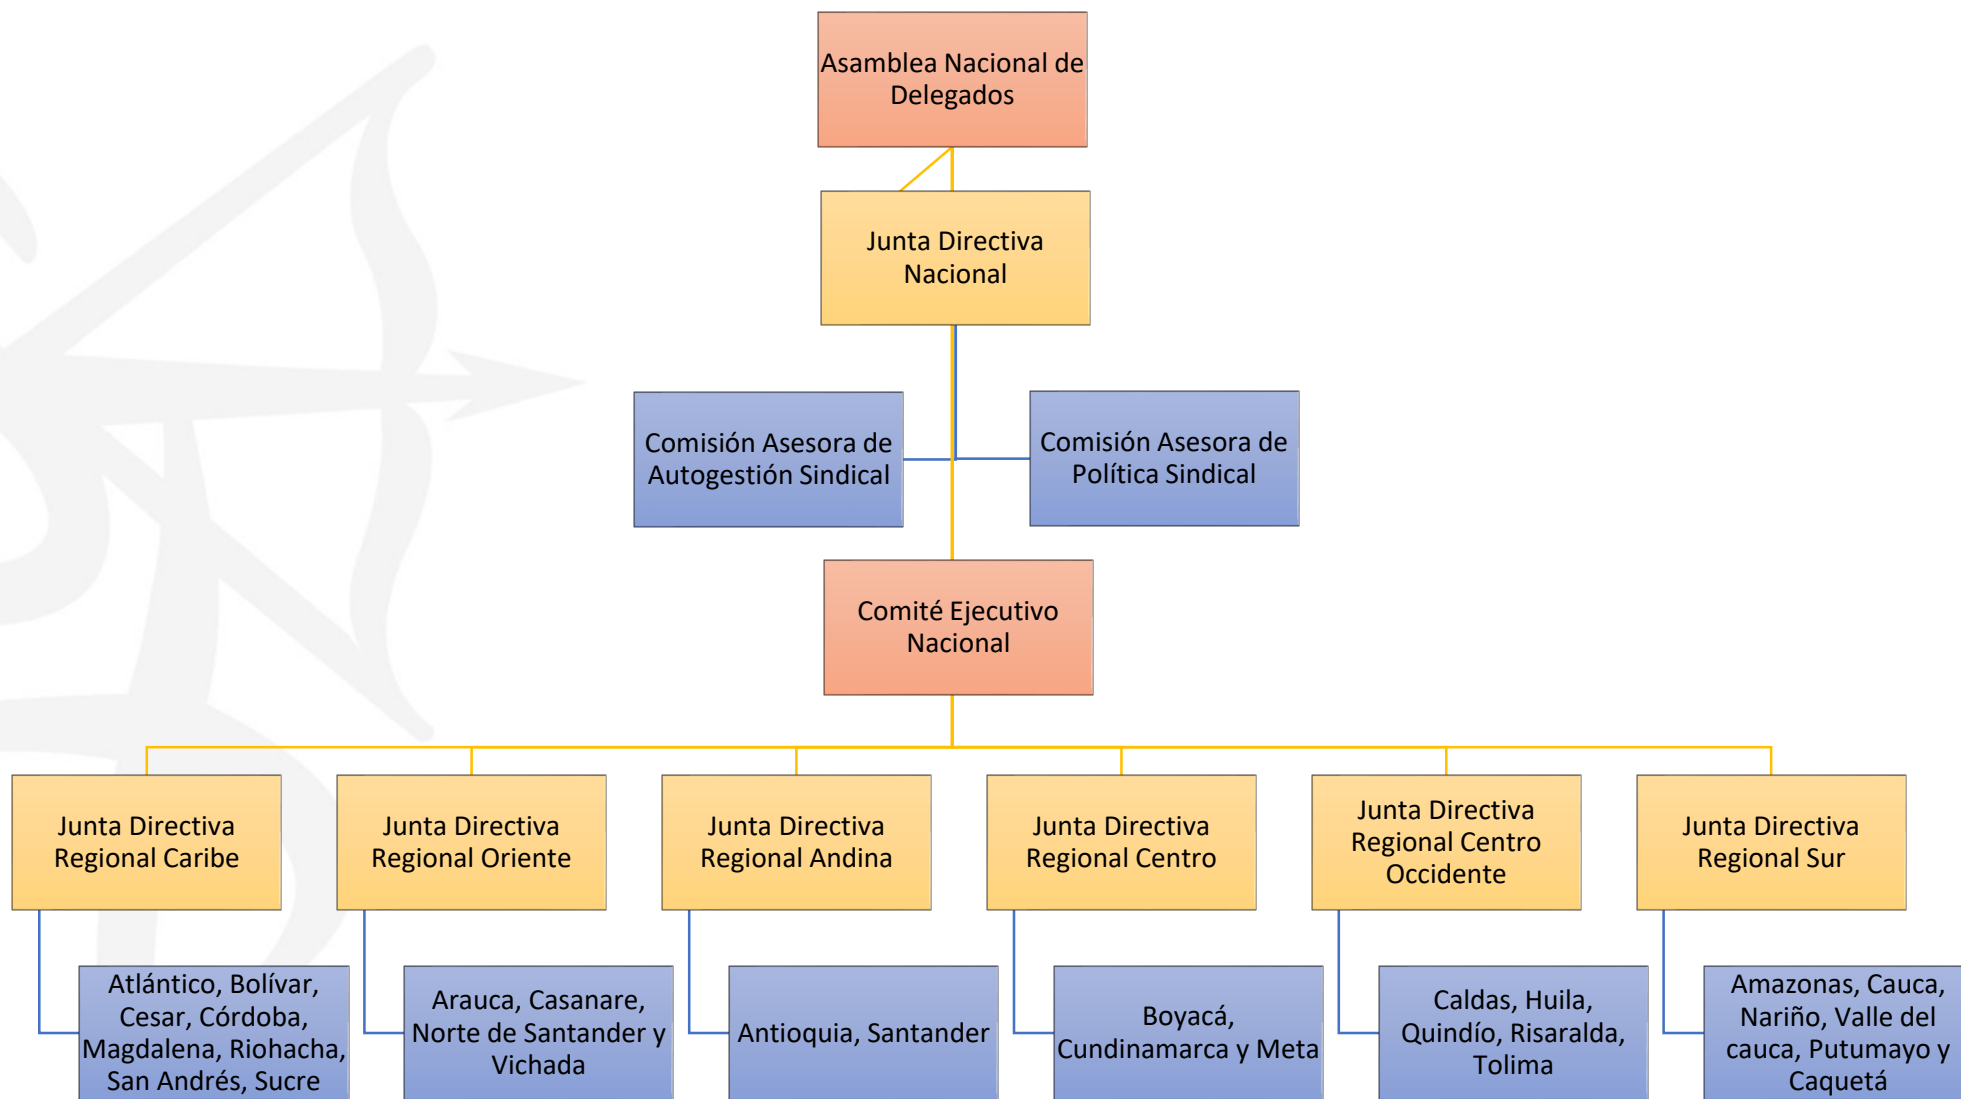 Asamblea Nacional de
Delegados
Junta Directiva
Nacional
Comisión Asesora de
Autogestión Sindical
Comisión Asesora de
Política Sindical
Comité Ejecutivo
Nacional
Junta Directiva
Regional Caribe
Junta Directiva
Regional Oriente
Junta Directiva
Regional Andina
Junta Directiva
Regional Centro
Junta Directiva
Regional Centro
Occidente
Junta Directiva
Regional Sur
Atlántico, Bolívar,
Cesar, Córdoba,
Magdalena, Riohacha,
San Andrés, Sucre
Arauca, Casanare,
Norte de Santander y
Vichada
Antioquia, Santander
Boyacá,
Cundinamarca y Meta
Caldas, Huila,
Quindío, Risaralda,
Tolima
Amazonas, Cauca,
Nariño, Valle del
cauca, Putumayo y
Caquetá